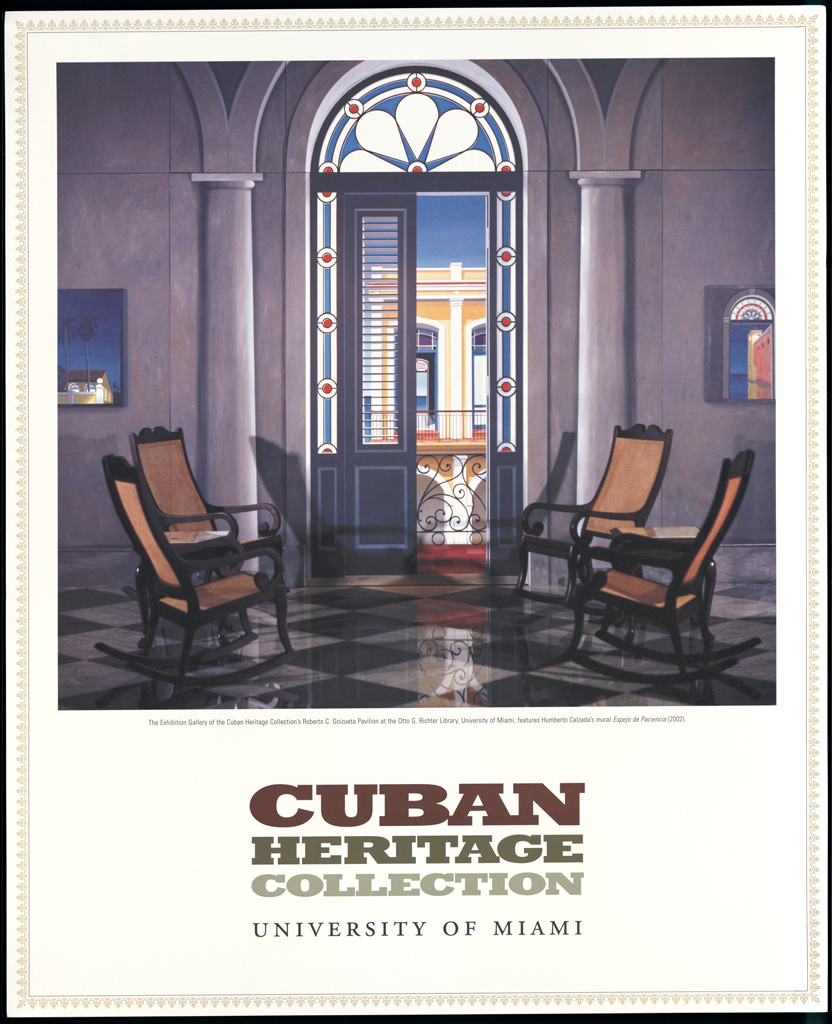 The Exhibition Gallery of the Cuban Heritage Collection's Roberto C. Goizueta Pavilion at the Otto G. Richter Library, University of Miami, features Humberto Calzada's mural Espejo de Paciencia (2002).
CUBAN
HERITAGE
COLLECTION
UNIVERSITY OF MIAMI